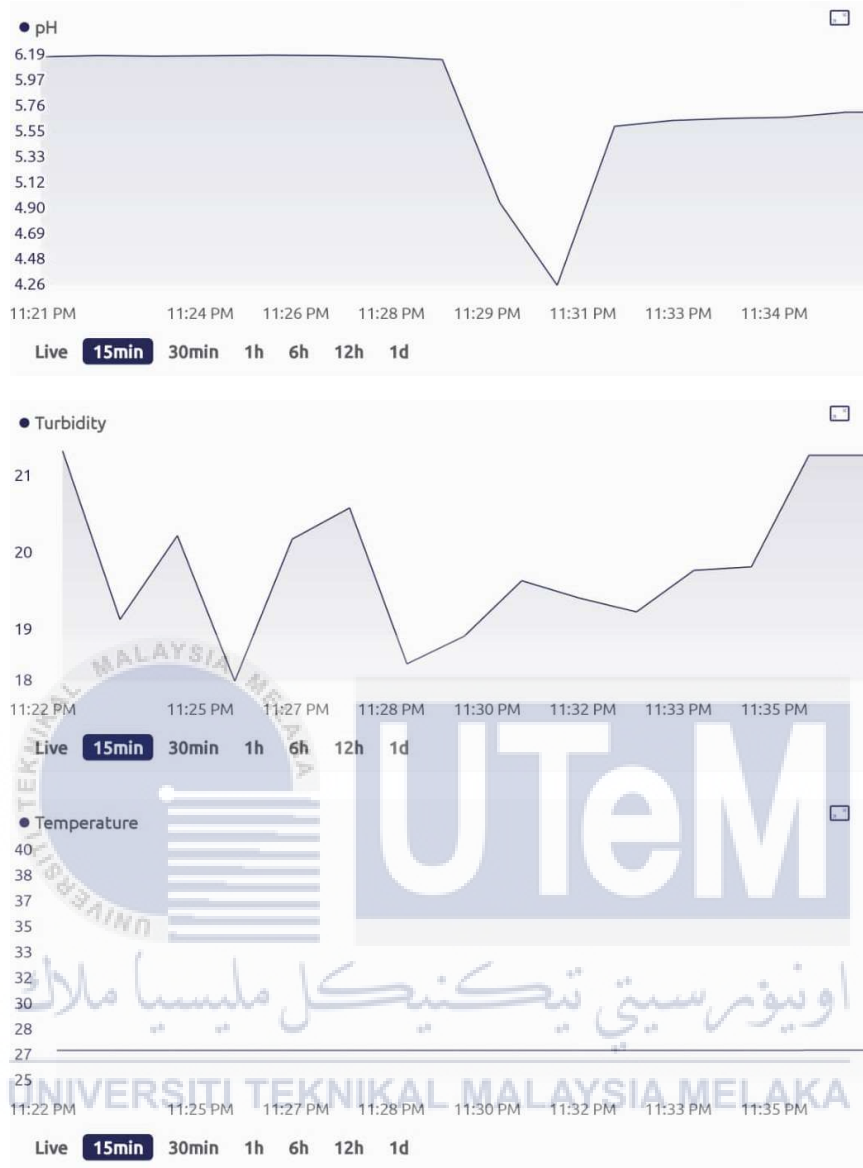 pH
6.19
5.97
5.76
5.55
5.33
5.12
4.90
4.69
4.48
4.26
11:21 PM 11:24 PM 11:26 PM 11:28 PM 11:29 PM 11:31 PM 11:33 PM 11:34 PM
Live 15min 30min 1h 6h 12h 1d
Turbidity
21
20
19
18
11:22 PM 11:25 PM 11:27 PM 11:28 PM 11:30 PM 11:32 PM 11:33 PM 11:35 PM
Live 15min 30min 1h 6h 12h 1d
UNIVERSITI TEKNIKAL MALAYSIA MELAKA
UTeM
Temperature
40
38
37
35
33
32
30
28
27
25
اونيۏرسيتي تيكنيكل مليسيا ملاك
UNIVERSITI TEKNIKAL MALAYSIA MELAKA
11:22 PM 11:25 PM 11:27 PM 11:28 PM 11:30 PM 11:32 PM 11:33 PM 11:35 PM
Live 15min 30min 1h 6h 12h 1d